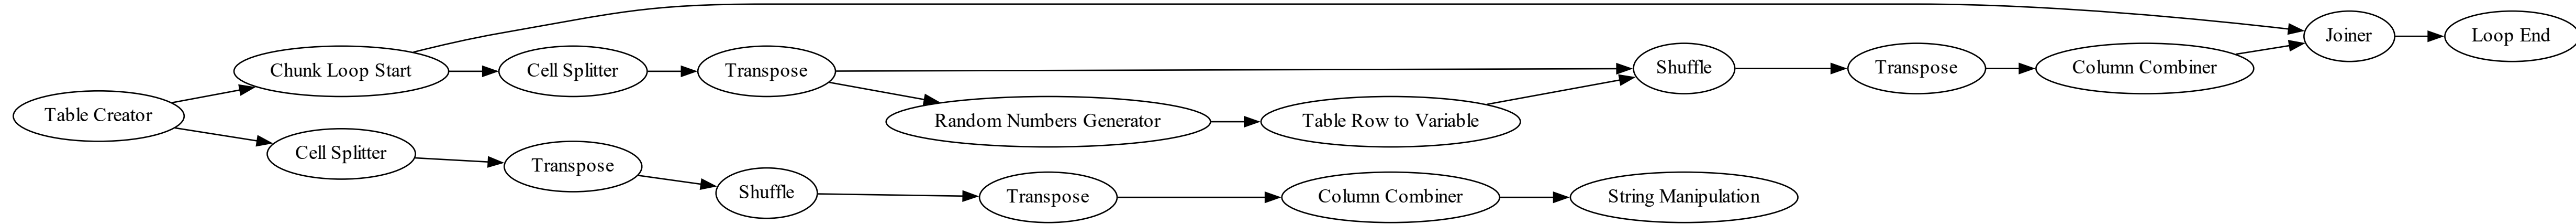 Table Creator
Chunk Loop Start
Cell Splitter
Transpose
Random Numbers Generator
Table Row to Variable
Shuffle
Transpose
Column Combiner
Joiner
Loop End
Cell Splitter
Transpose
Shuffle
Transpose
Column Combiner
String Manipulation